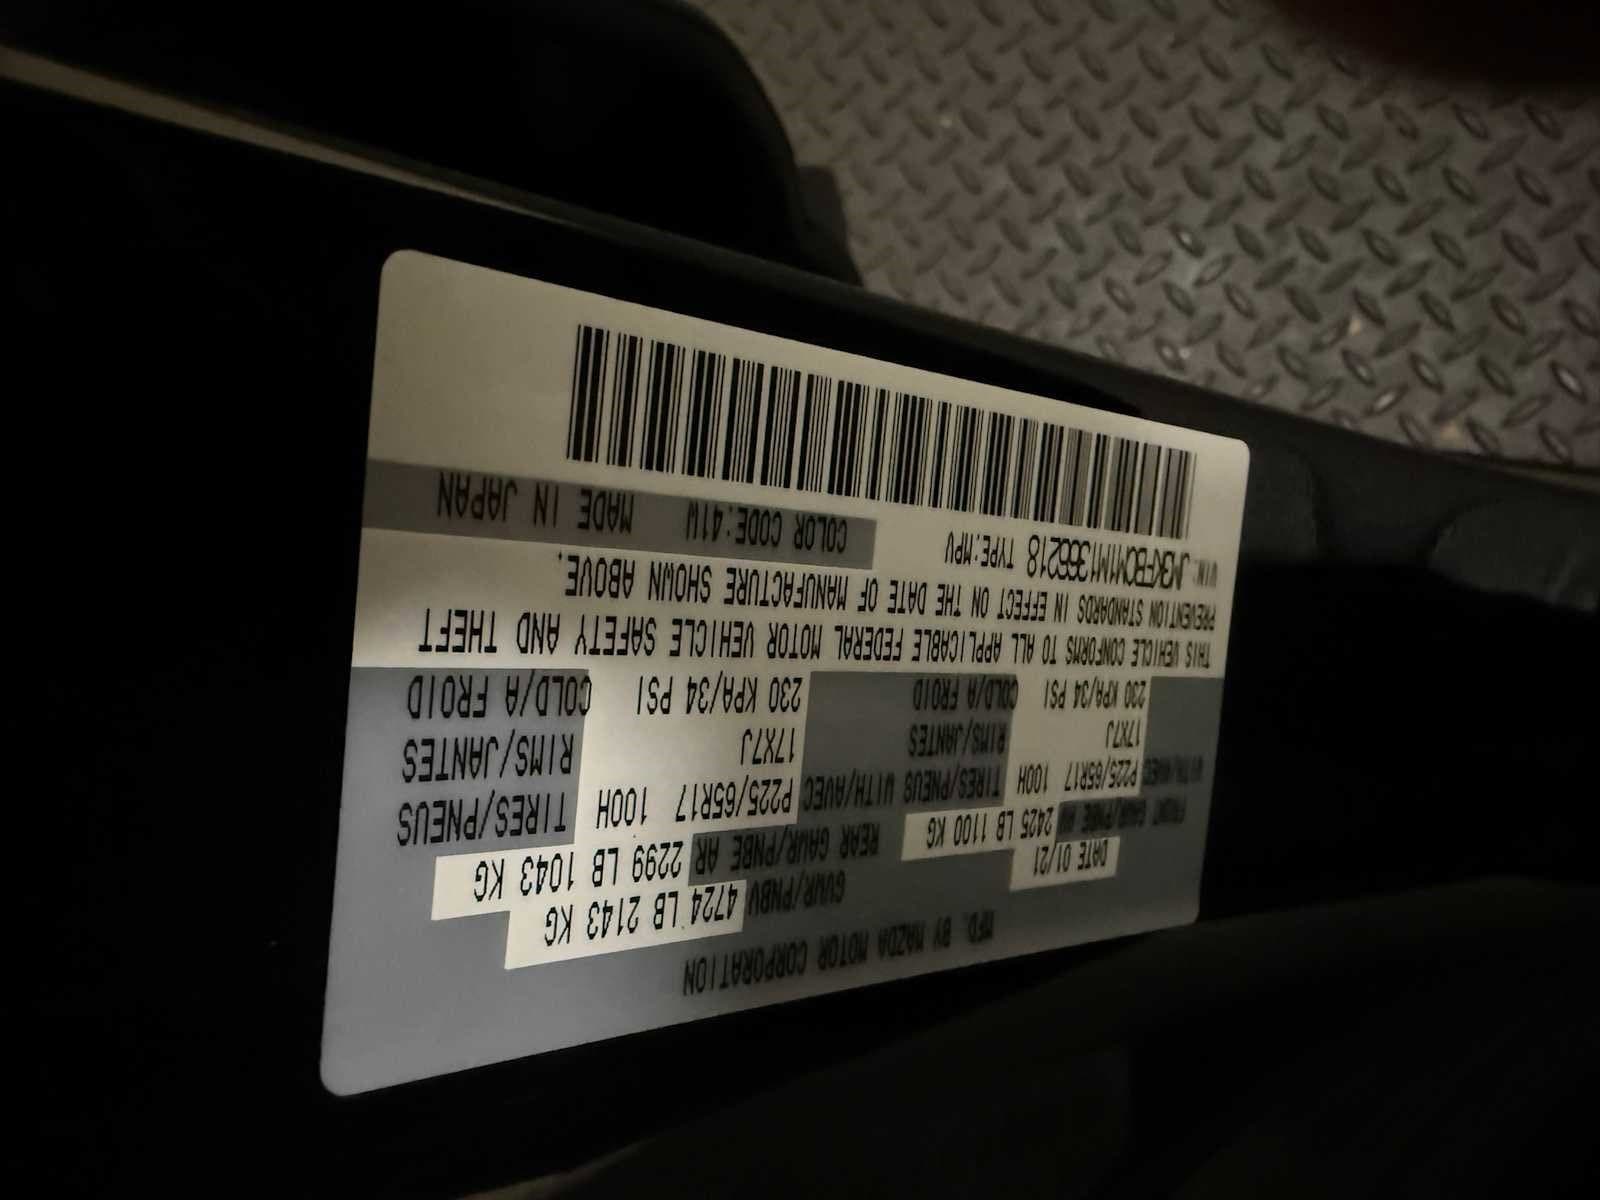 MFD. BY MAZDA MOTOR CORPORATION
DATE 01/21 GVWR/PNBV 4724 LB 2143 KG
FRONT GAWR/PNBE AV 2425 LB 1100 KG REAR GAWR/PNBE AR 2299 LB 1043 KG
WITH/AVEC P225/65R17 100H TIRES/PNEUS WITH/AVEC P225/65R17 100H TIRES/PNEUS
17X7J RIMS/JANTES 17X7J RIMS/JANTES
230 KPA/34 PSI COLD/A FROID 230 KPA/34 PSI COLD/A FROID
THIS VEHICLE CONFORMS TO ALL APPLICABLE FEDERAL MOTOR VEHICLE SAFETY AND THEFT
PREVENTION STANDARDS IN EFFECT ON THE DATE OF MANUFACTURE SHOWN ABOVE.
VIN: TYPE:MPV COLOR CODE:41W MADE IN JAPAN